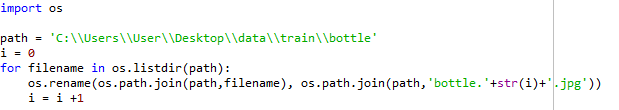 import os
path = 'C:\\Users\\User\\Desktop\\data\\train\\bottle'
i = 0
for filename in os.listdir(path):
    os.rename(os.path.join(path,filename), os.path.join(path,'bottle.'+str(i)+'.jpg'))
    i = i +1